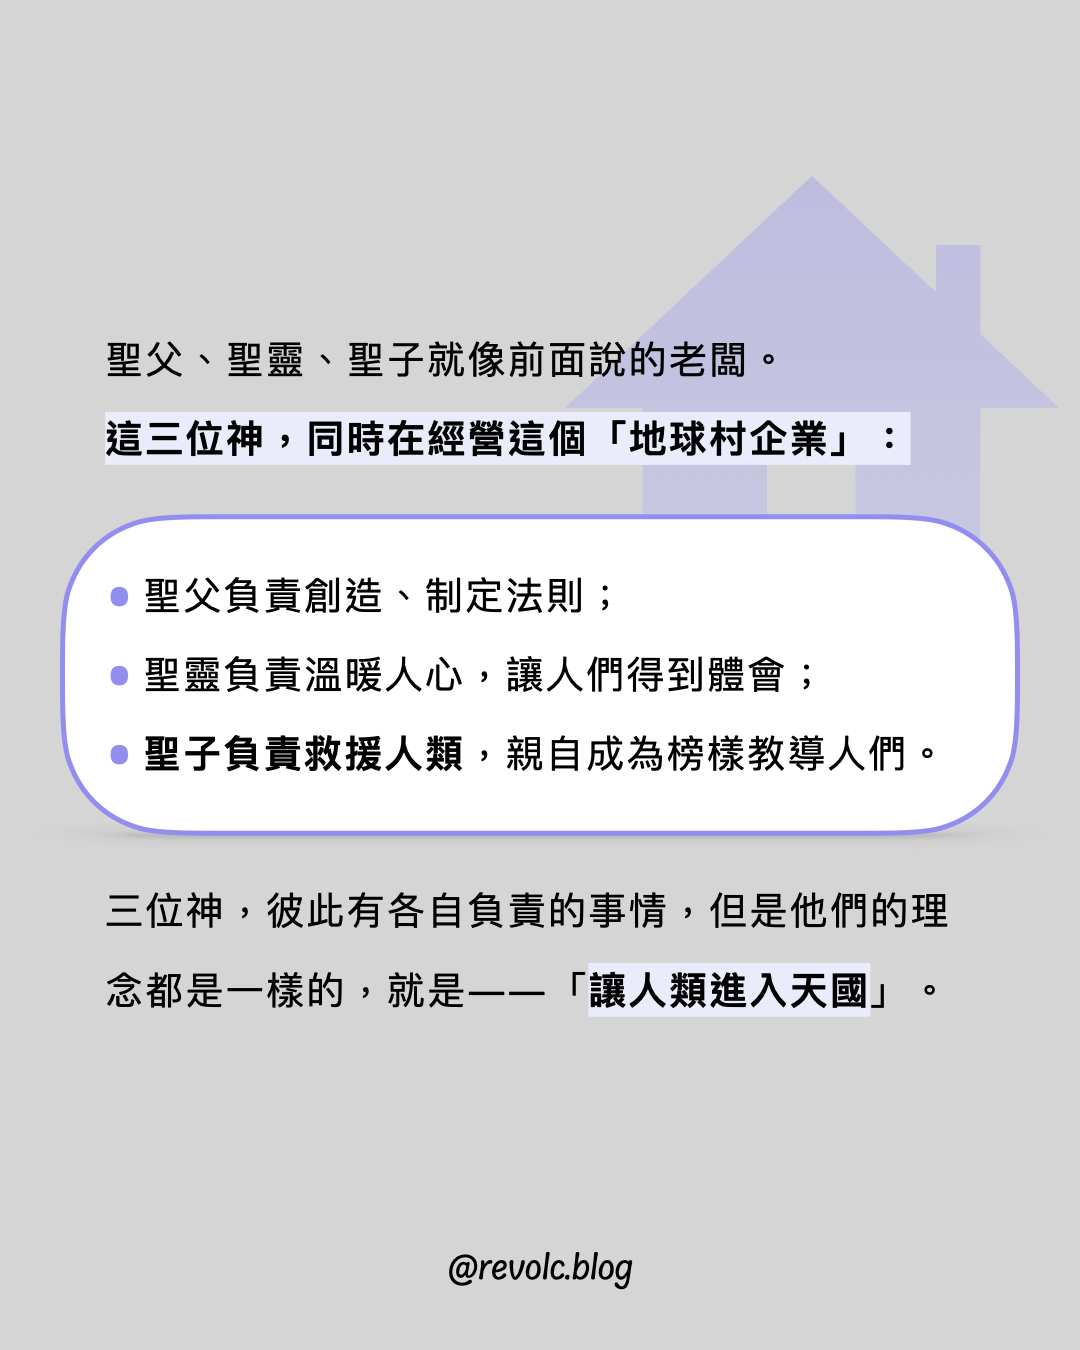 聖父、聖靈、聖子就像前面說的老闆。
這三位神，同時在經營這個「地球村企業」：
聖父負責創造、制定法則；
聖靈負責溫暖人心，讓人們得到體會；
聖子負責救援人類，親自成為榜樣教導人們。
三位神，彼此有各自負責的事情，但是他們的理
念都是一樣的，就是——「讓人類進入天國」。
@revolc.blog